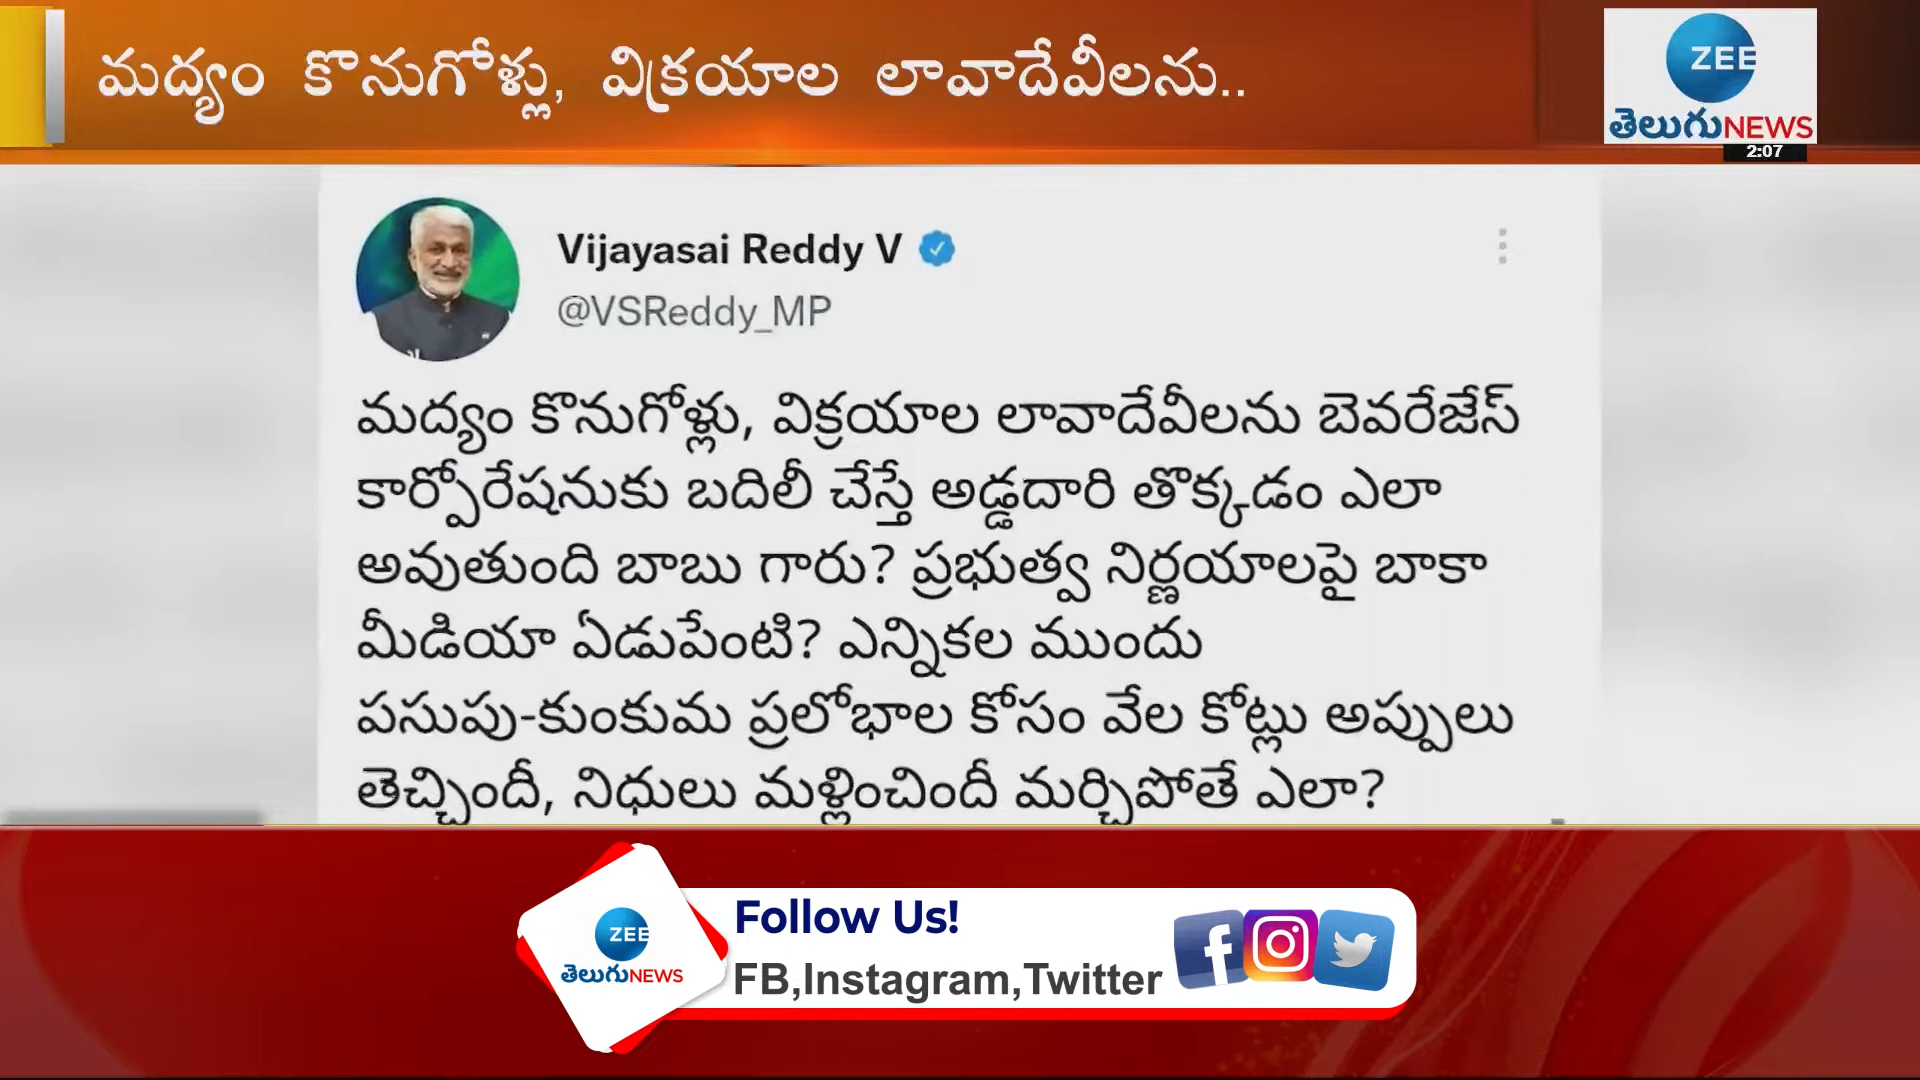 మద్యం కొనుగోళ్లు, విక్రయాల లావాదేవీలను..
ZEE
తెలుగు NEWS
2:07
Vijayasai Reddy V
@VSReddy_MP
మద్యం కొనుగోళ్లు, విక్రయాల లావాదేవీలను బెవరేజేస్
కార్పోరేషనుకు బదిలీ చేస్తే అడ్డదారి తొక్కడం ఎలా
అవుతుంది బాబు గారు? ప్రభుత్వ నిర్ణయాలపై బాకా
మీడియా ఏడుపేంటి? ఎన్నికల ముందు
పసుపు-కుంకుమ ప్రలోభాల కోసం వేల కోట్లు అప్పులు
తెచ్చిందీ, నిధులు మళ్లించిందీ మర్చిపోతే ఎలా?
ZEE
తెలుగు NEWS
Follow Us!
FB,Instagram,Twitter